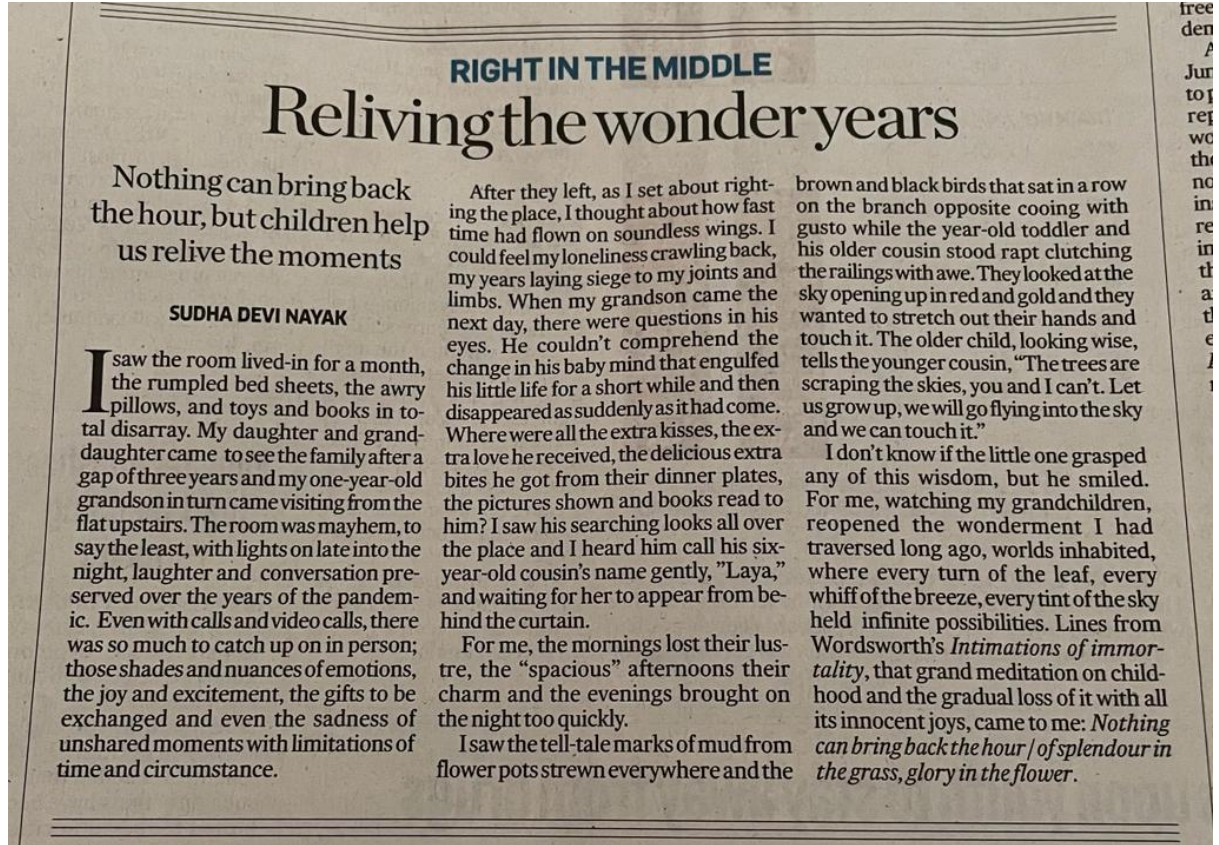 RIGHT IN THE MIDDLE
Reliving the wonder years
Nothing can bring back
the hour, but children help
us relive the moments
SUDHA DEVI NAYAK
I saw the room lived-in for a month,
the rumpled bed sheets, the awry
pillows, and toys and books in to-
tal disarray. My daughter and grand-
daughter came to see the family after a
gap of three years and my one-year-old
grandson in turn came visiting from the
flat upstairs. The room was mayhem, to
say the least, with lights on late into the
night, laughter and conversation pre-
served over the years of the pandem-
ic. Even with calls and video calls, there
was so much to catch up on in person;
those shades and nuances of emotions,
the joy and excitement, the gifts to be
exchanged and even the sadness of
unshared moments with limitations of
time and circumstance.
After they left, as I set about right-
ing the place, I thought about how fast
time had flown on soundless wings. I
could feel my loneliness crawling back,
my years laying siege to my joints and
limbs. When my grandson came the
next day, there were questions in his
eyes. He couldn't comprehend the
change in his baby mind that engulfed
his little life for a short while and then
disappeared as suddenly as it had come.
Where were all the extra kisses, the ex-
tra love he received, the delicious extra
bites he got from their dinner plates,
the pictures shown and books read to
him? I saw his searching looks all over
the place and I heard him call his six-
year-old cousin's name gently, "Laya,"
and waiting for her to appear from be-
hind the curtain.
For me, the mornings lost their lus-
tre, the "spacious" afternoons their
charm and the evenings brought on
the night too quickly.
I saw the tell-tale marks of mud from
flower pots strewn everywhere and the
brown and black birds that sat in a row
on the branch opposite cooing with
gusto while the year-old toddler and
his older cousin stood rapt clutching
the railings with awe. They looked at the
sky opening up in red and gold and they
wanted to stretch out their hands and
touch it. The older child, looking wise,
tells the younger cousin, "The trees are
scraping the skies, you and I can't. Let
us grow up, we will go flying into the sky
and we can touch it."
I don't know if the little one grasped
any of this wisdom, but he smiled.
For me, watching my grandchildren,
reopened the wonderment I had
traversed long ago, worlds inhabited,
where every turn of the leaf, every
whiff of the breeze, every tint of the sky
held infinite possibilities. Lines from
Wordsworth's Intimations of immor-
tality, that grand meditation on child-
hood and the gradual loss of it with all
its innocent joys, came to me: Nothing
can bring back the hour / of splendour in
the grass, glory in the flower.